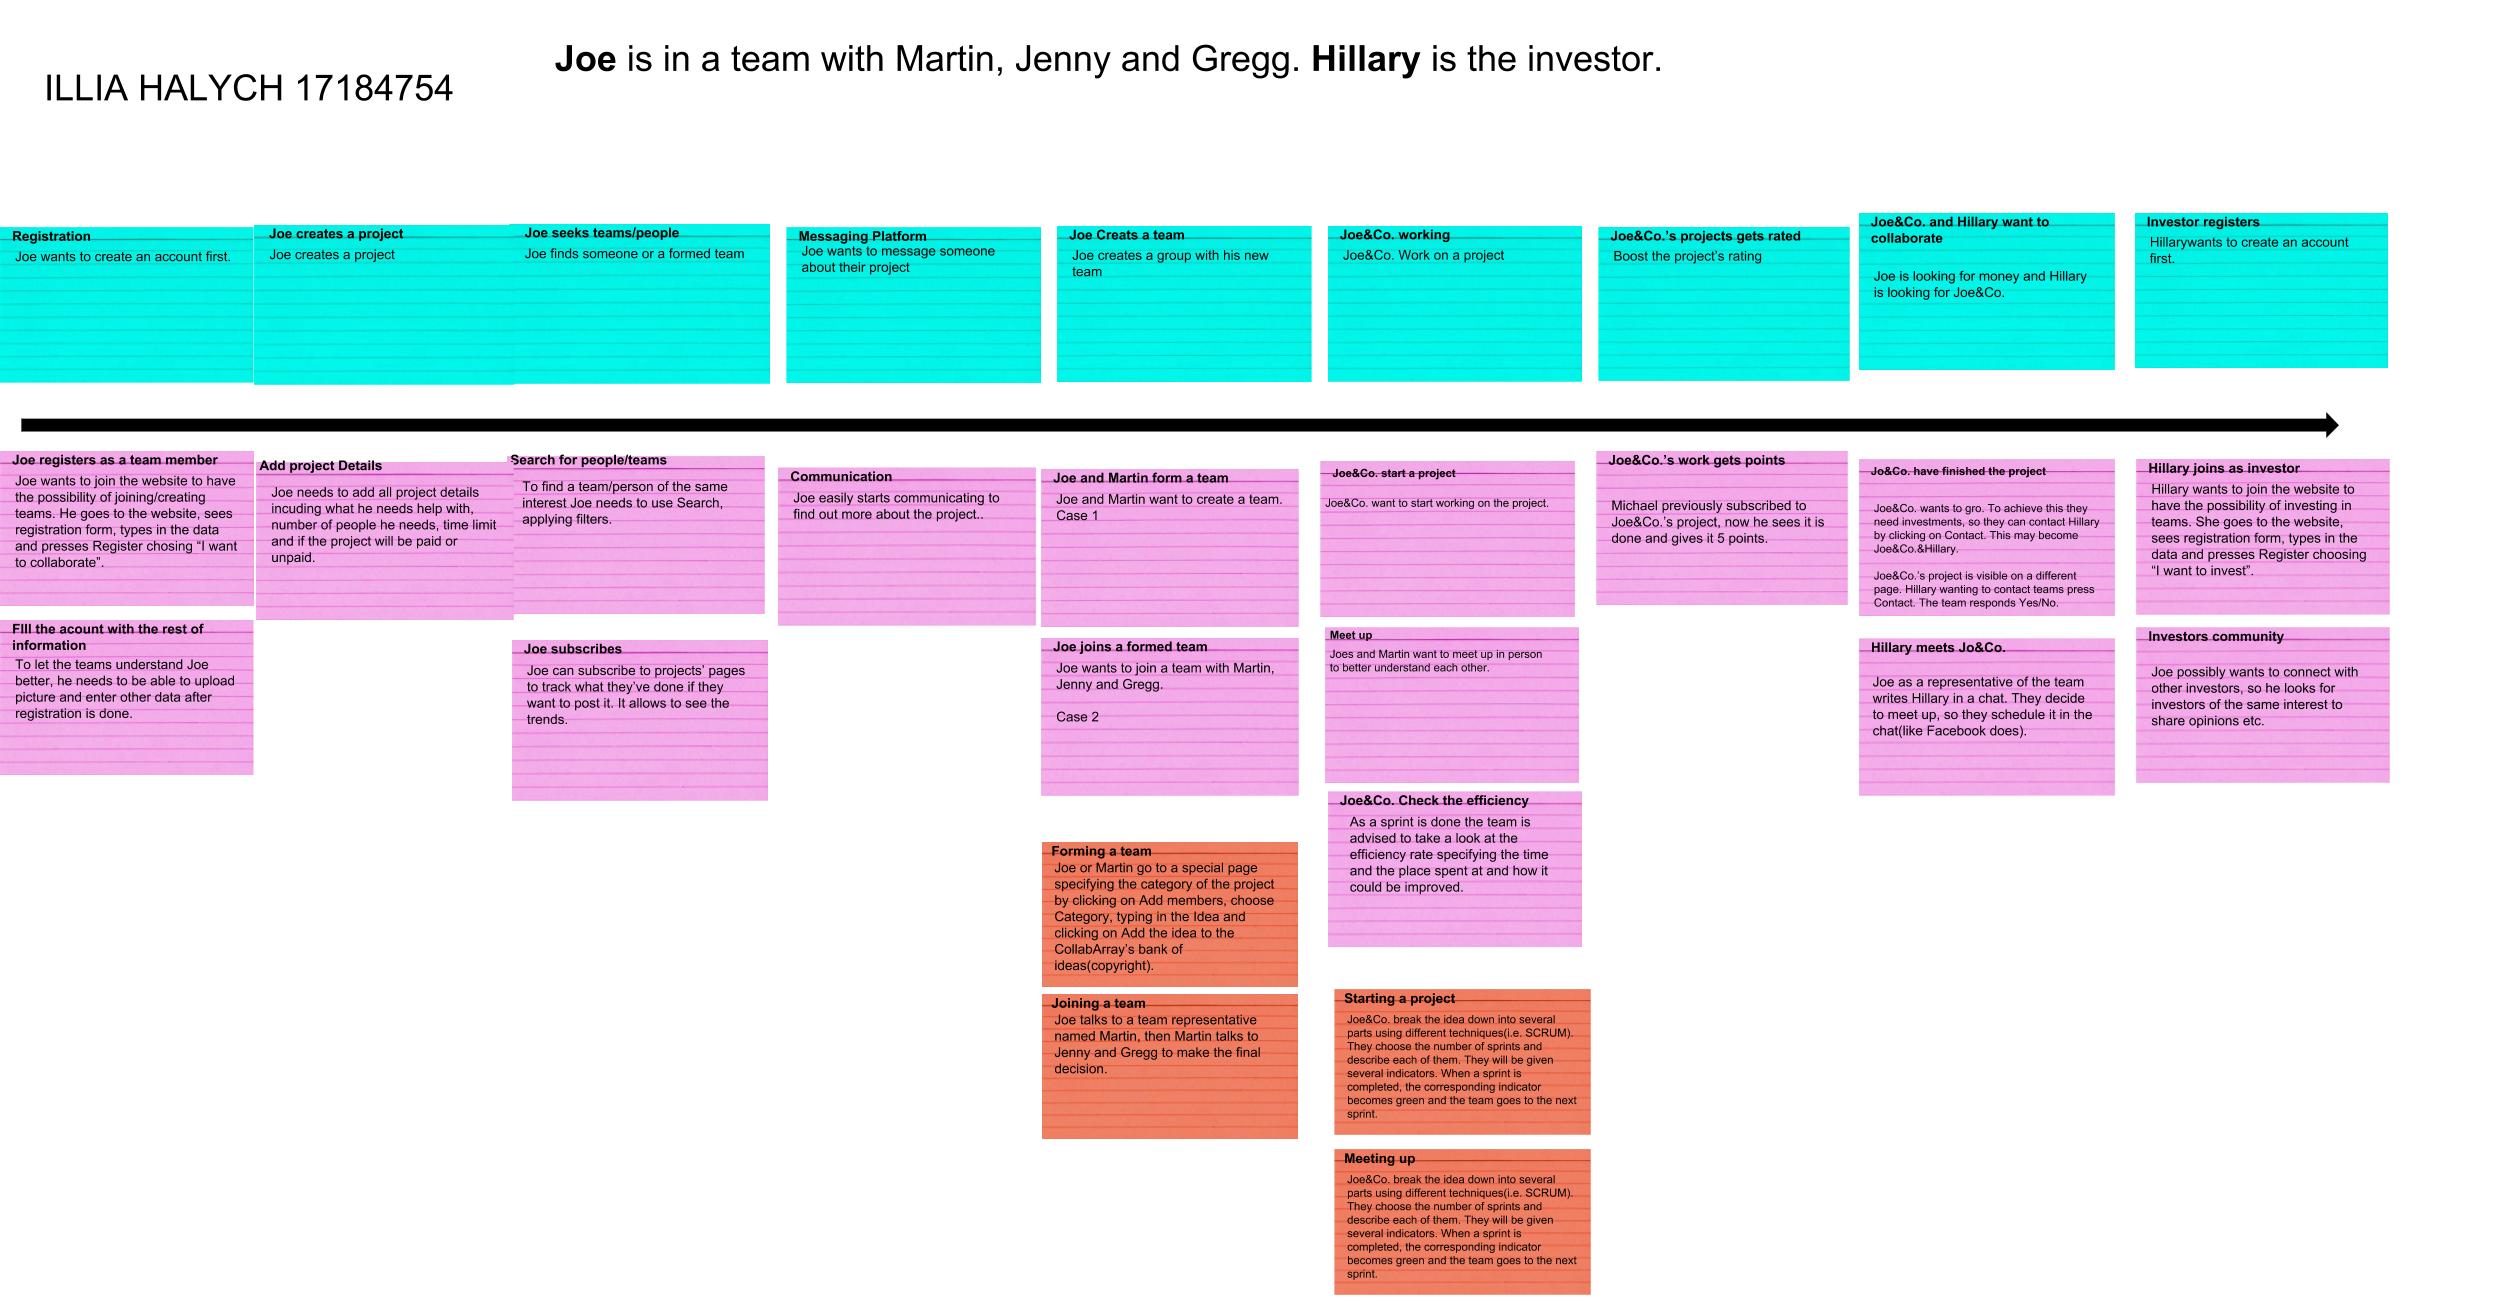 Joe is in a team with Martin, Jenny and Gregg. Hillary is the investor.
ILLIA HALYCH 17184754
Registration
Joe wants to create an account first.
Joe creates a project
Joe creates a project
Joe seeks teams/people
Joe finds someone or a formed team
Messaging Platform
Joe wants to message someone
about their project
Joe Creats a team
Joe creates a group with his new
team
Joe&Co. working
Joe&Co. Work on a project
Joe&Co.’s projects gets rated
Boost the project’s rating
Joe&Co. and Hillary want to
collaborate
Joe is looking for money and Hillary
is looking for Joe&Co.
Investor registers
Hillarywants to create an account
first.
Joe registers as a team member
Joe wants to join the website to have
the possibility of joining/creating
teams. He goes to the website, sees
registration form, types in the data
and presses Register chosing “I want
to collaborate”.
Add project Details
Joe needs to add all project details
incuding what he needs help with,
number of people he needs, time limit
and if the project will be paid or
unpaid.
Search for people/teams
To find a team/person of the same
interest Joe needs to use Search,
applying filters.
Communication
Joe easily starts communicating to
find out more about the project..
Joe and Martin form a team
Joe and Martin want to create a team.
Case 1
Joe&Co. start a project
Joe&Co. want to start working on the project.
Joe&Co.’s work gets points
Michael previously subscribed to
Joe&Co.’s project, now he sees it is
done and gives it 5 points.
Jo&Co. have finished the project
Joe&Co. wants to gro. To achieve this they
need investments, so they can contact Hillary
by clicking on Contact. This may become
Joe&Co.&Hillary.
Joe&Co.’s project is visible on a different
page. Hillary wanting to contact teams press
Contact. The team responds Yes/No.
Hillary joins as investor
Hillary wants to join the website to
have the possibility of investing in
teams. She goes to the website,
sees registration form, types in the
data and presses Register choosing
“I want to invest”.
FIll the acount with the rest of
information
To let the teams understand Joe
better, he needs to be able to upload
picture and enter other data after
registration is done.
Joe subscribes
Joe can subscribe to projects’ pages
to track what they’ve done if they
want to post it. It allows to see the
trends.
Joe joins a formed team
Joe wants to join a team with Martin,
Jenny and Gregg.
Case 2
Meet up
Joes and Martin want to meet up in person
to better understand each other.
Hillary meets Jo&Co.
Joe as a representative of the team
writes Hillary in a chat. They decide
to meet up, so they schedule it in the
chat(like Facebook does).
Investors community
Joe possibly wants to connect with
other investors, so he looks for
investors of the same interest to
share opinions etc.
Joe&Co. Check the efficiency
As a sprint is done the team is
advised to take a look at the
efficiency rate specifying the time
and the place spent at and how it
could be improved.
Forming a team
Joe or Martin go to a special page
specifying the category of the project
by clicking on Add members, choose
Category, typing in the Idea and
clicking on Add the idea to the
CollabArray’s bank of
ideas(copyright).
Joining a team
Joe talks to a team representative
named Martin, then Martin talks to
Jenny and Gregg to make the final
decision.
Starting a project
Joe&Co. break the idea down into several
parts using different techniques(i.e. SCRUM).
They choose the number of sprints and
describe each of them. They will be given
several indicators. When a sprint is
completed, the corresponding indicator
becomes green and the team goes to the next
sprint.
Meeting up
Joe&Co. break the idea down into several
parts using different techniques(i.e. SCRUM).
They choose the number of sprints and
describe each of them. They will be given
several indicators. When a sprint is
completed, the corresponding indicator
becomes green and the team goes to the next
sprint.